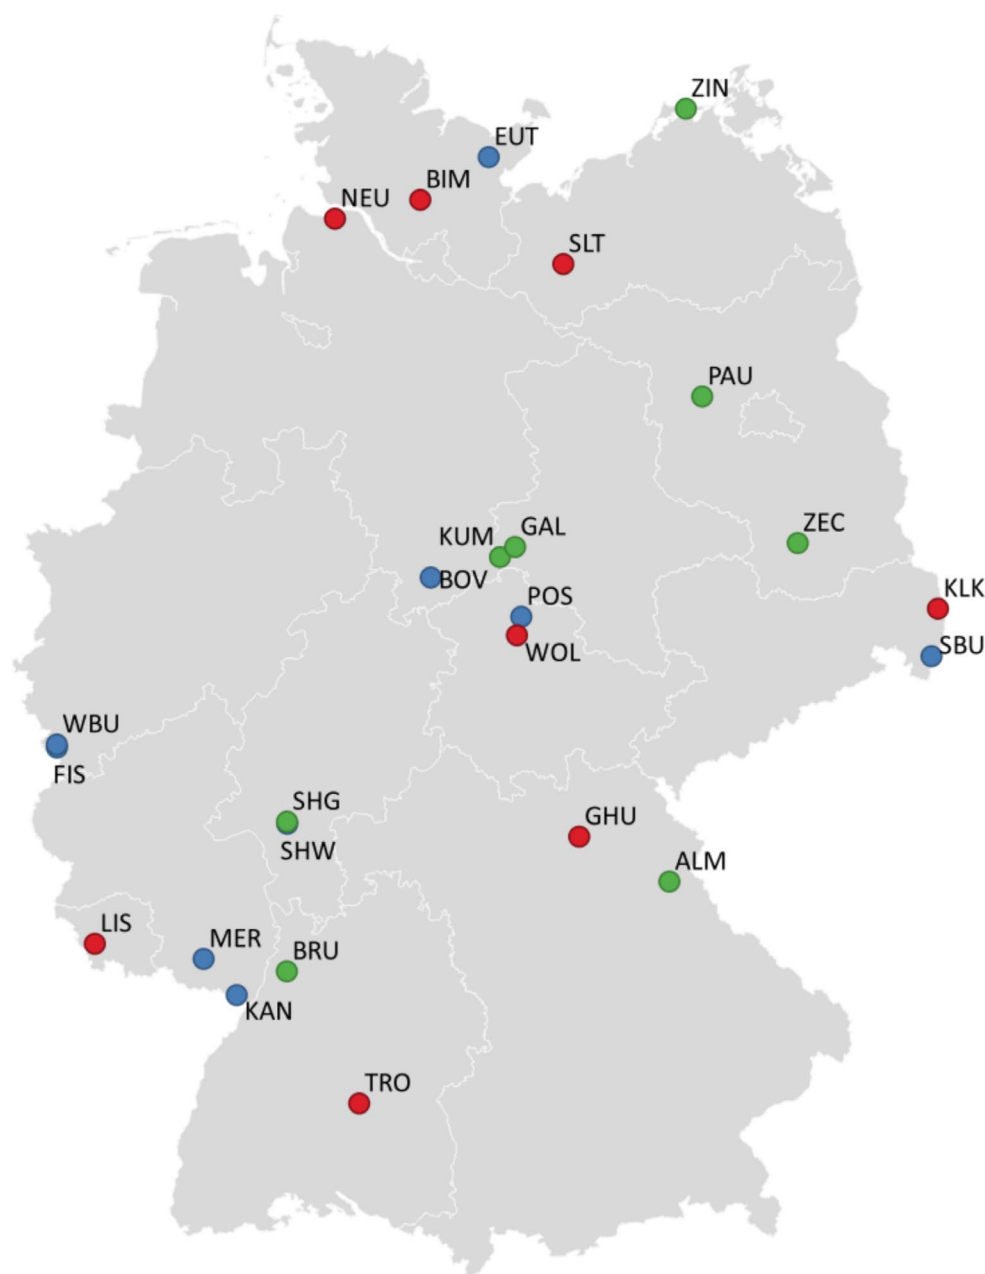 ZIN
EUT
BIM
NEU
SLT
PAU
ZEC
GAL
KUM
BOV
KLK
POS
SBU
WOL
WBU
FIS
SHG
GHU
SHW
ALM
LIS
MER
BRU
KAN
TRO